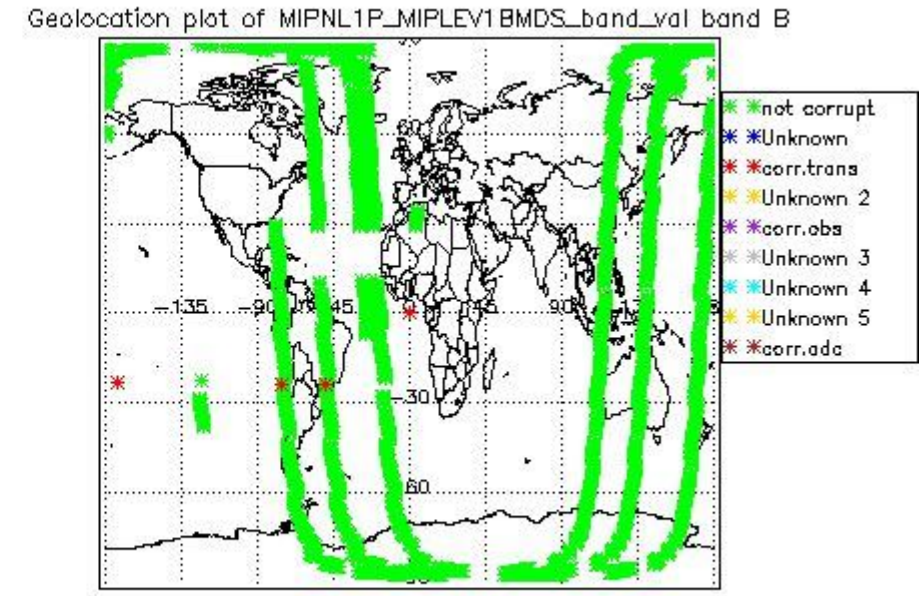 Geolocation plot of MIPNL1P_MIPLEV1BMDS_band_val band B
not corrupt
Unknown
corr.trans
Unknown 2
corr.obs
Unknown 3
Unknown 4
Unknown 5
corr.adc
60
-135
-90
-45
90
-30